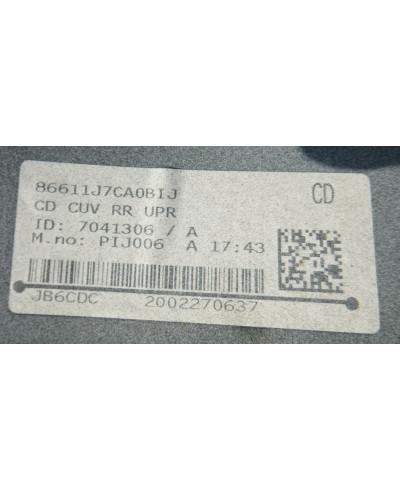 86611J7CA0BIJ
CD
CD CUV RR UPR
ID: 7041306 / A
M.no: PIJ006 A 17:43
JB6CDC 2002270637